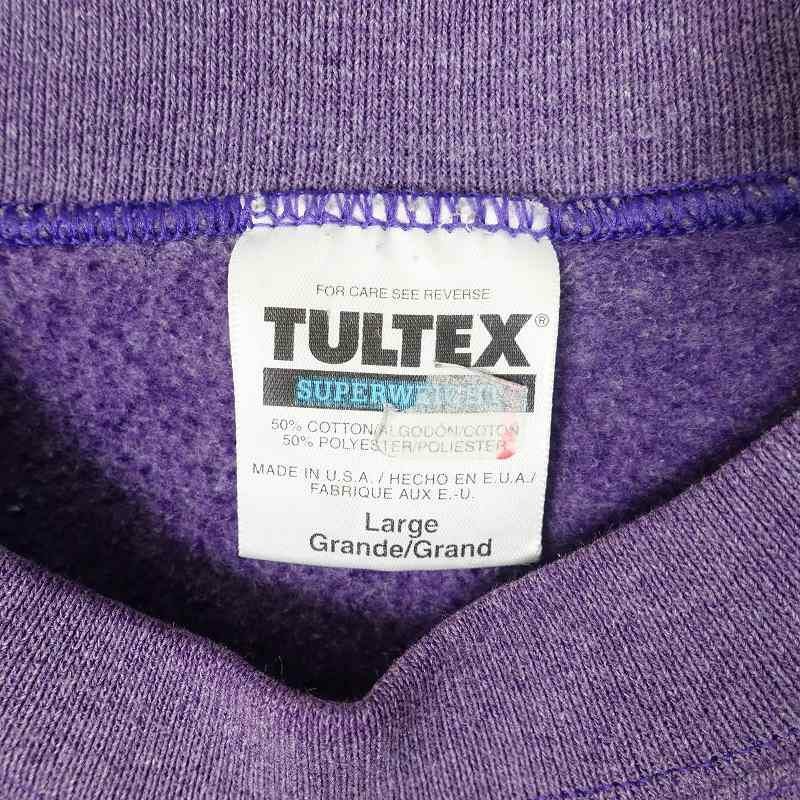 FOR CARE SEE REVERSE
TULTEX®
SUPERWEIGHT
50% COTTON/ALGODÓN/COTON
50% POLYESTER/POLIESTER
MADE IN U.S.A./ HECHO EN E.U.A./
FABRIQUE AUX E.-U.
Large
Grande/Grand